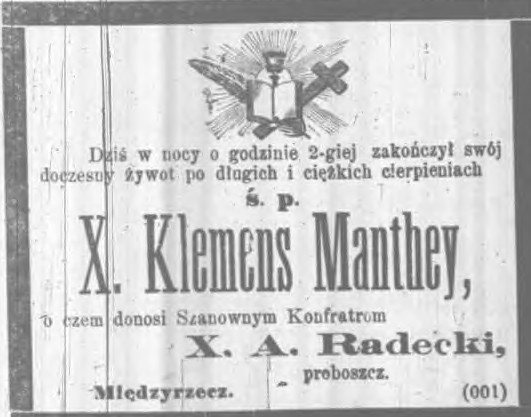 Dziś w nocy o godzinie 2-giej zakończył swój
doczesny żywot po długich i ciężkich cierpieniach
ś. p.
X. Klemens Manthey,
o czem donosi Szanownym Konfratrom
X. A. Radecki,
proboszcz.
Międzyrzecz.
(001)